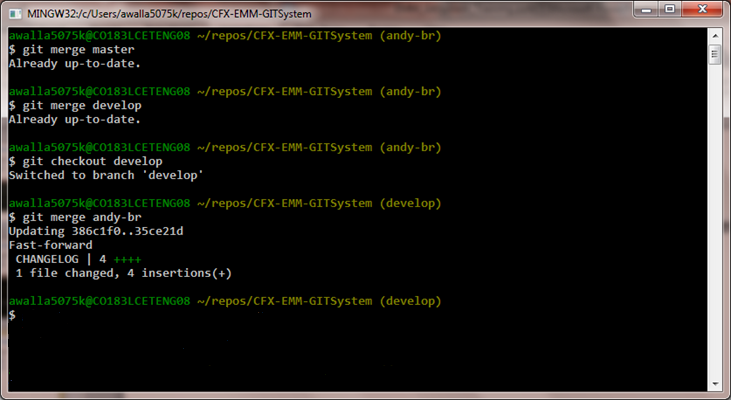 MINGW32:/c/Users/awalla5075k/repos/CFX-EMM-GITSystem
awalla5075k@CO183LCETENG08 ~/repos/CFX-EMM-GITSystem (andy-br)
$ git merge master
Already up-to-date.
awalla5075k@CO183LCETENG08 ~/repos/CFX-EMM-GITSystem (andy-br)
$ git merge develop
Already up-to-date.
awalla5075k@CO183LCETENG08 ~/repos/CFX-EMM-GITSystem (andy-br)
$ git checkout develop
Switched to branch 'develop'
awalla5075k@CO183LCETENG08 ~/repos/CFX-EMM-GITSystem (develop)
$ git merge andy-br
Updating 386c1f0..35ce21d
Fast-forward
CHANGELOG | 4 ++++
1 file changed, 4 insertions(+)
awalla5075k@CO183LCETENG08 ~/repos/CFX-EMM-GITSystem (develop)
$